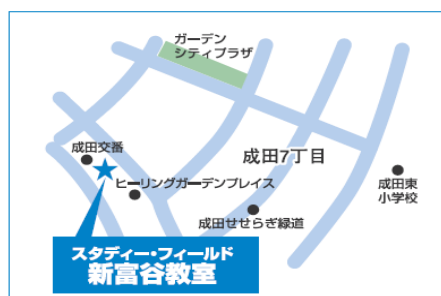 ガーデン
シティプラザ
成田交番
成田7丁目
ヒーリングガーデンプレイス
成田東
小学校
成田せせらぎ緑道
スタディー・フィールド
新富谷教室